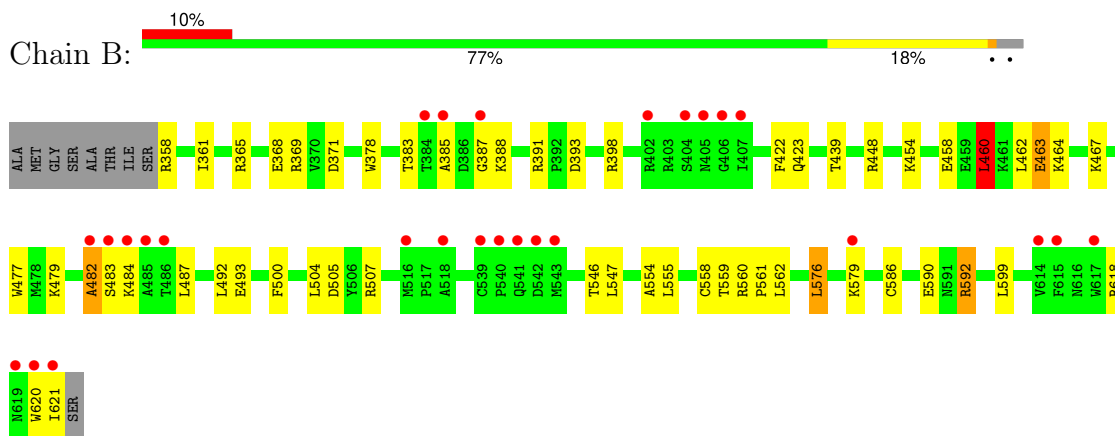 10%
Chain B:
77% 18% • •
ALA MET GLY SER ALA THR ILE SER R358 I361 R365 E368 R369 V370 D371 W378 T383 T384 A385 D386 G387 K388 R391 P392 D393 R398 R402 R403 S404 N405 G406 I407 F422 Q423 T439 R448 K454 E458 E459 L460 K461 L462 E463 K464 K467
W477 M478 K479 A482 S483 K484 A485 T486 L487 L492 E493 F500 L504 D505 Y506 R507 M516 P517 A518 C539 P540 Q541 D542 M543 T546 L547 A554 L555 C558 T559 R560 P561 L562 L576 K579 C586 E590 N591 R592 L599 V614 F615 N616 W617 R618
N619 W620 I621 SER